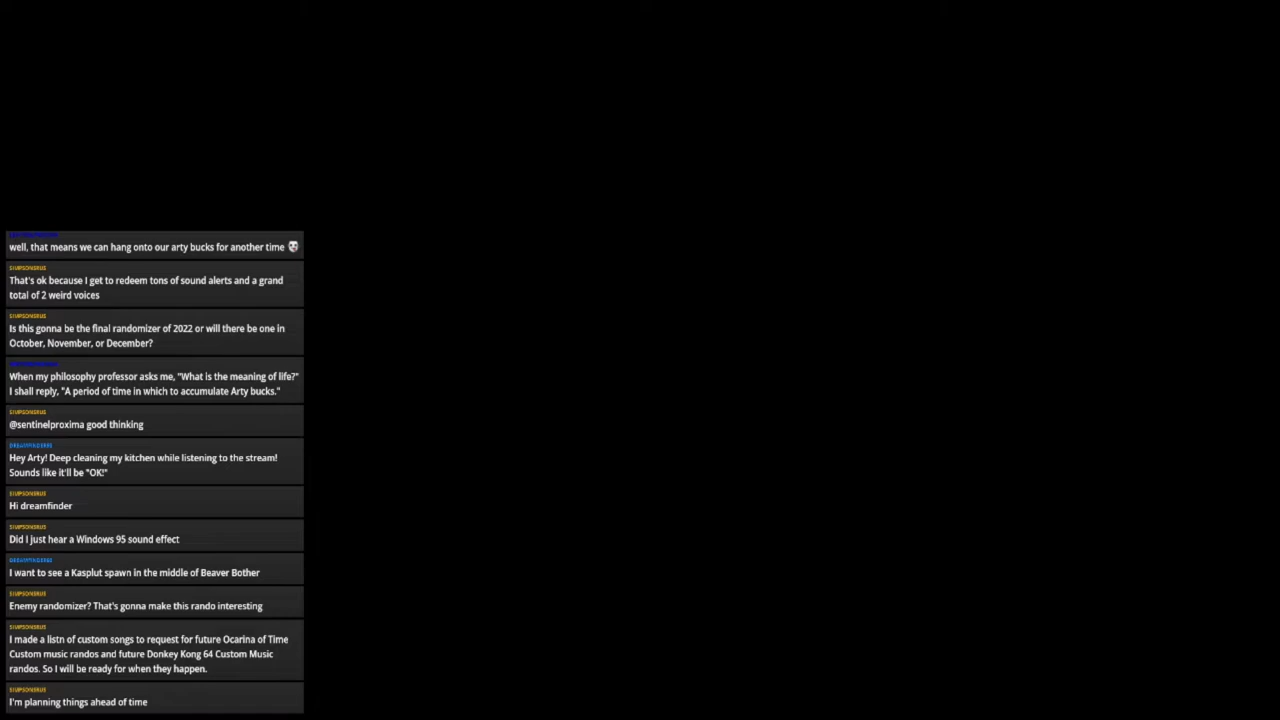 well, that means we can hang onto our arty bucks for another time
SIMPSONSRUS
That's ok because I get to redeem tons of sound alerts and a grand
total of 2 weird voices
SIMPSONSRUS
Is this gonna be the final randomizer of 2022 or will there be one in
October, November, or December?
When my philosophy professor asks me, "What is the meaning of life?"
I shall reply, "A period of time in which to accumulate Arty bucks."
SIMPSONSRUS
@sentinelproxima good thinking
Hey Arty! Deep cleaning my kitchen while listening to the stream!
Sounds like it'll be "OK!"
SIMPSONSRUS
Hi dreamfinder
SIMPSONSRUS
Did I just hear a Windows 95 sound effect
I want to see a Kasplut spawn in the middle of Beaver Bother
SIMPSONSRUS
Enemy randomizer? That's gonna make this rando interesting
SIMPSONSRUS
I made a listn of custom songs to request for future Ocarina of Time
Custom music randos and future Donkey Kong 64 Custom Music
randos. So I will be ready for when they happen.
SIMPSONSRUS
I'm planning things ahead of time